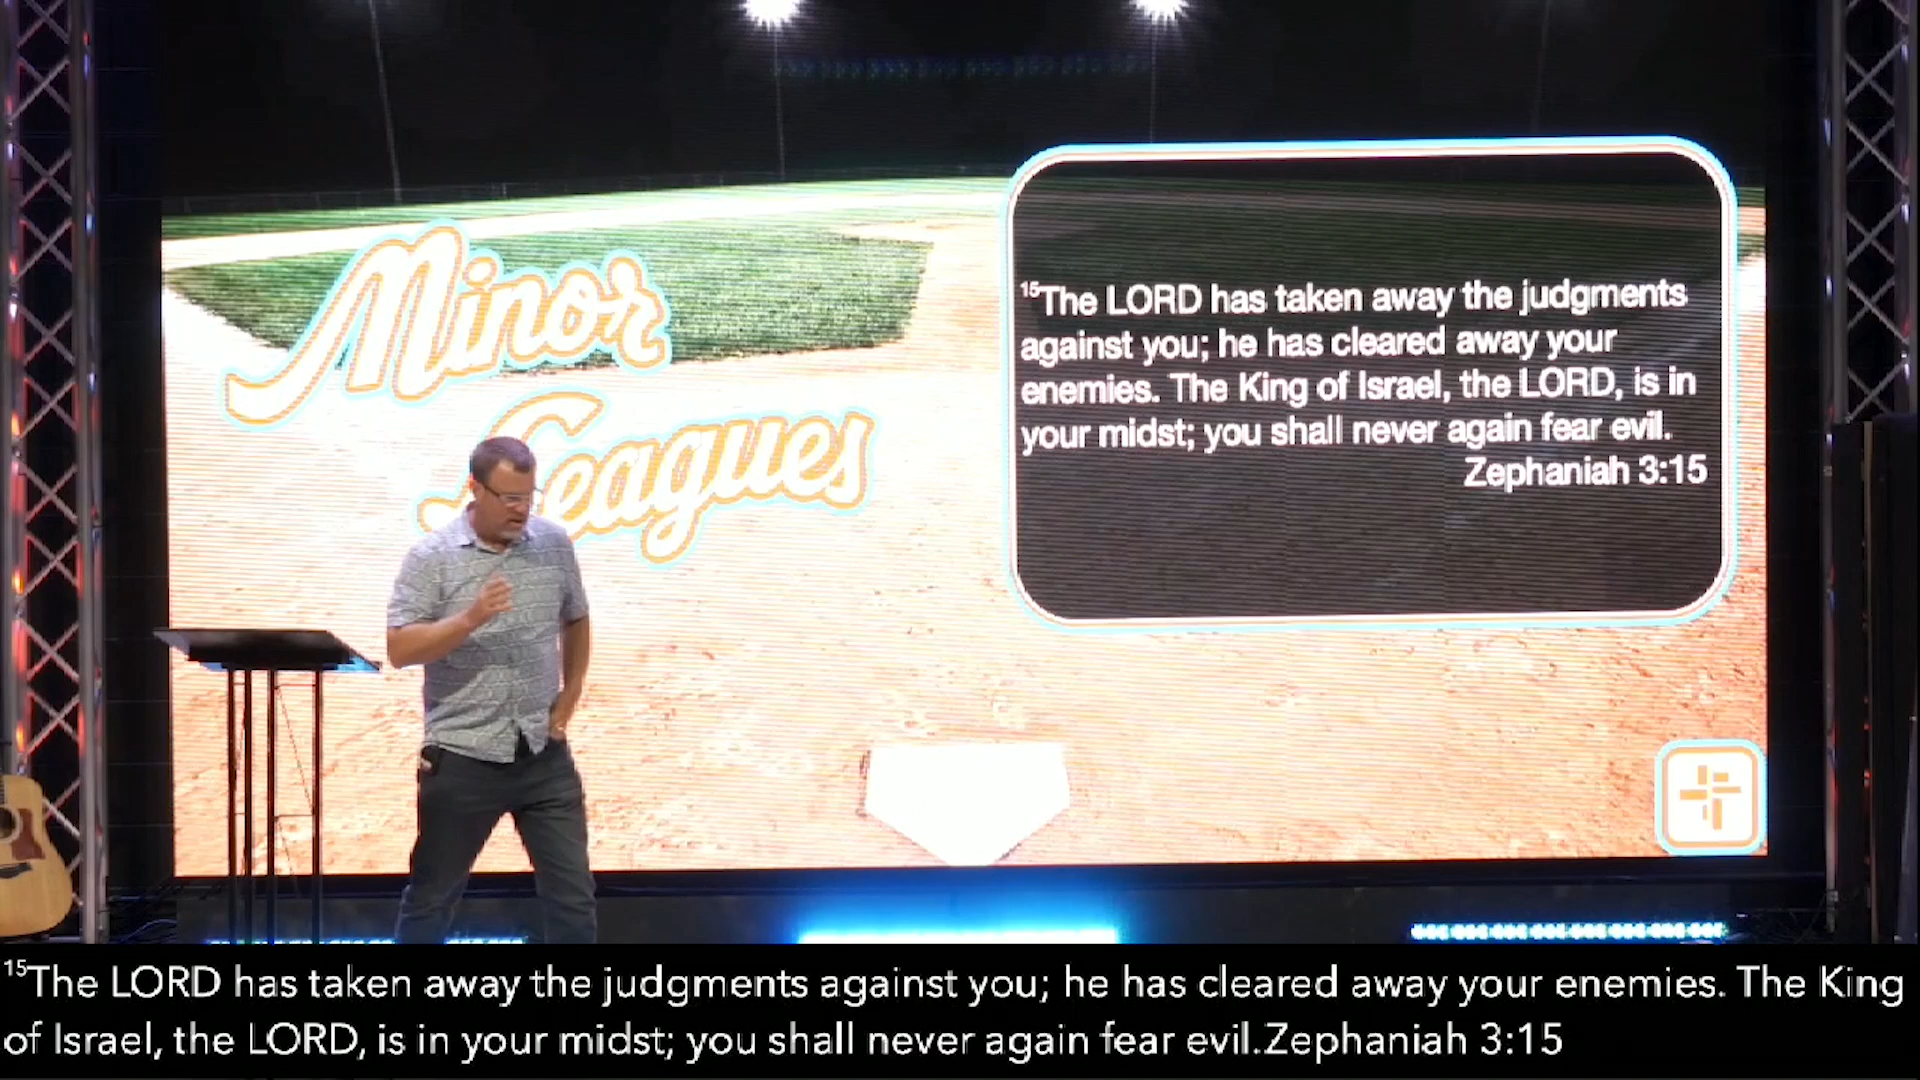 Minor
Leagues
¹⁵The LORD has taken away the judgments
against you; he has cleared away your
enemies. The King of Israel, the LORD, is in
your midst; you shall never again fear evil.
Zephaniah 3:15
¹⁵The LORD has taken away the judgments against you; he has cleared away your enemies. The King
of Israel, the LORD, is in your midst; you shall never again fear evil.Zephaniah 3:15